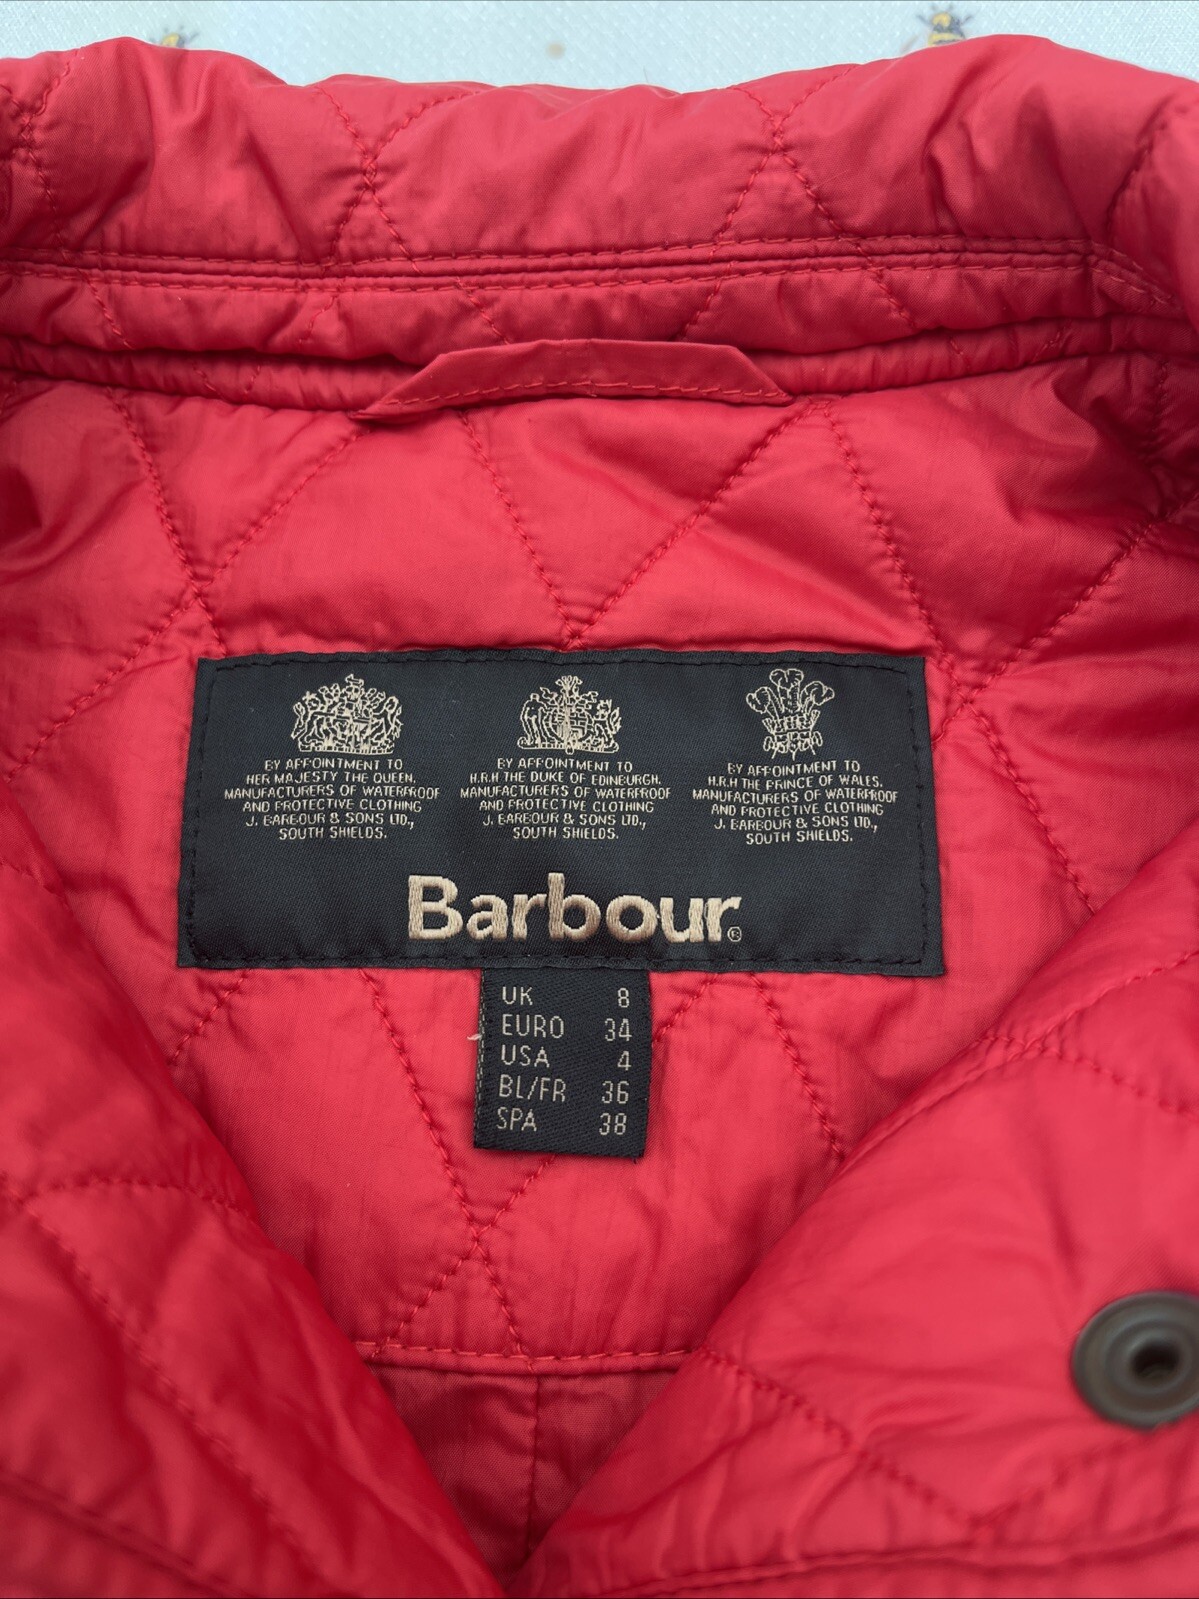 BY APPOINTMENT TO
HER MAJESTY THE QUEEN.
MANUFACTURERS OF WATERPROOF
AND PROTECTIVE CLOTHING
J. BARBOUR & SONS LTD.,
SOUTH SHIELDS.
BY APPOINTMENT TO
H.R.H THE DUKE OF EDINBURGH.
MANUFACTURERS OF WATERPROOF
AND PROTECTIVE CLOTHING
J. BARBOUR & SONS LTD.,
SOUTH SHIELDS.
BY APPOINTMENT TO
H.R.H THE PRINCE OF WALES.
MANUFACTURERS OF WATERPROOF
AND PROTECTIVE CLOTHING
J. BARBOUR & SONS LTD.,
SOUTH SHIELDS.
Barbour®
UK 8
EURO 34
USA 4
BL/FR 36
SPA 38